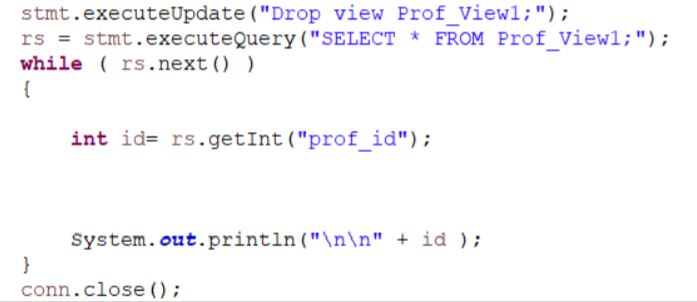 stmt.executeUpdate("Drop view Prof_View1;");
rs = stmt.executeQuery("SELECT * FROM Prof_View1;");
while ( rs.next() )
{
int id= rs.getInt("prof_id");
System.out.println("\n\n" + id );
}
conn.close();